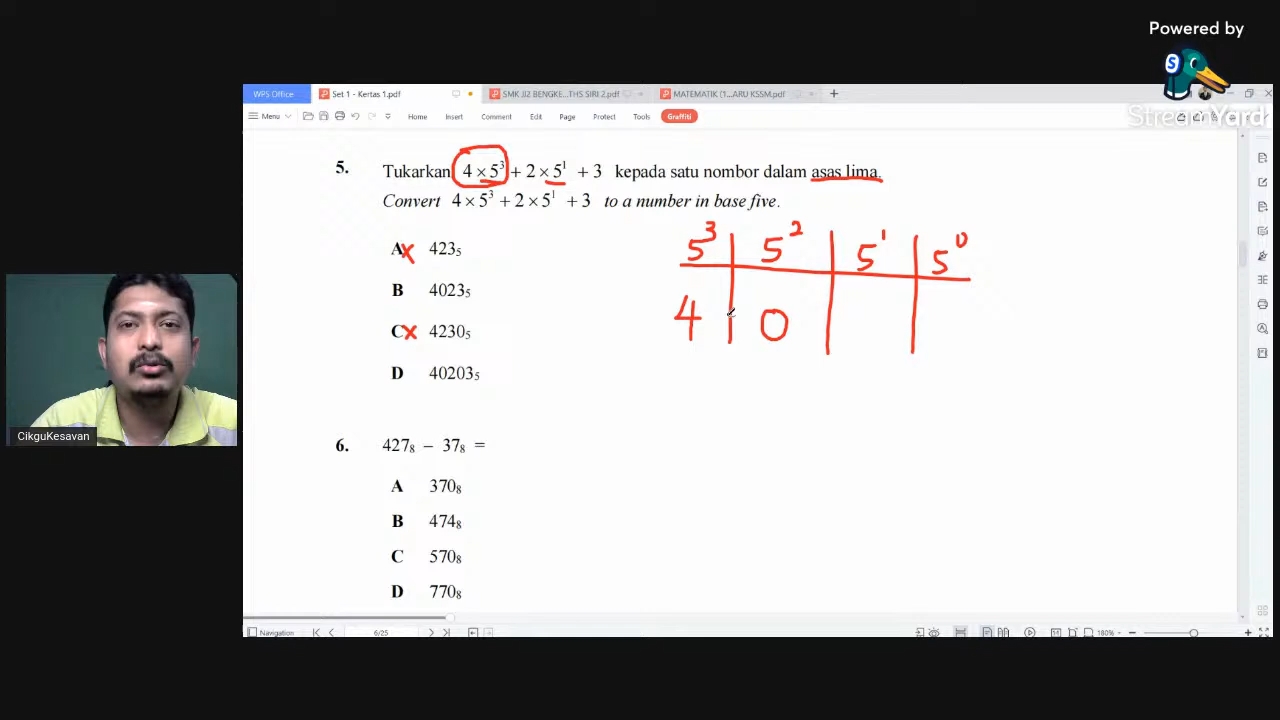 Powered by
StreamYard
WPS Office
Set 1 - Kertas 1.pdf
SMK JJ2 BENGKE...THS SIRI 2.pdf
MATEMATIK (1...ARU KSSM.pdf
Menu
Home Insert Comment Edit Page Protect Tools Graffiti
5. Tukarkan 4 × 5³ + 2 × 5¹ + 3 kepada satu nombor dalam asas lima.
Convert 4 × 5³ + 2 × 5¹ + 3 to a number in base five.
A x 423₅
B 4023₅
C x 4230₅
D 40203₅
5³ 5² 5¹ 5⁰
4 0
6. 427₈ − 37₈ =
A 370₈
B 474₈
C 570₈
D 770₈
CikguKesavan
Navigation 6/25 180%